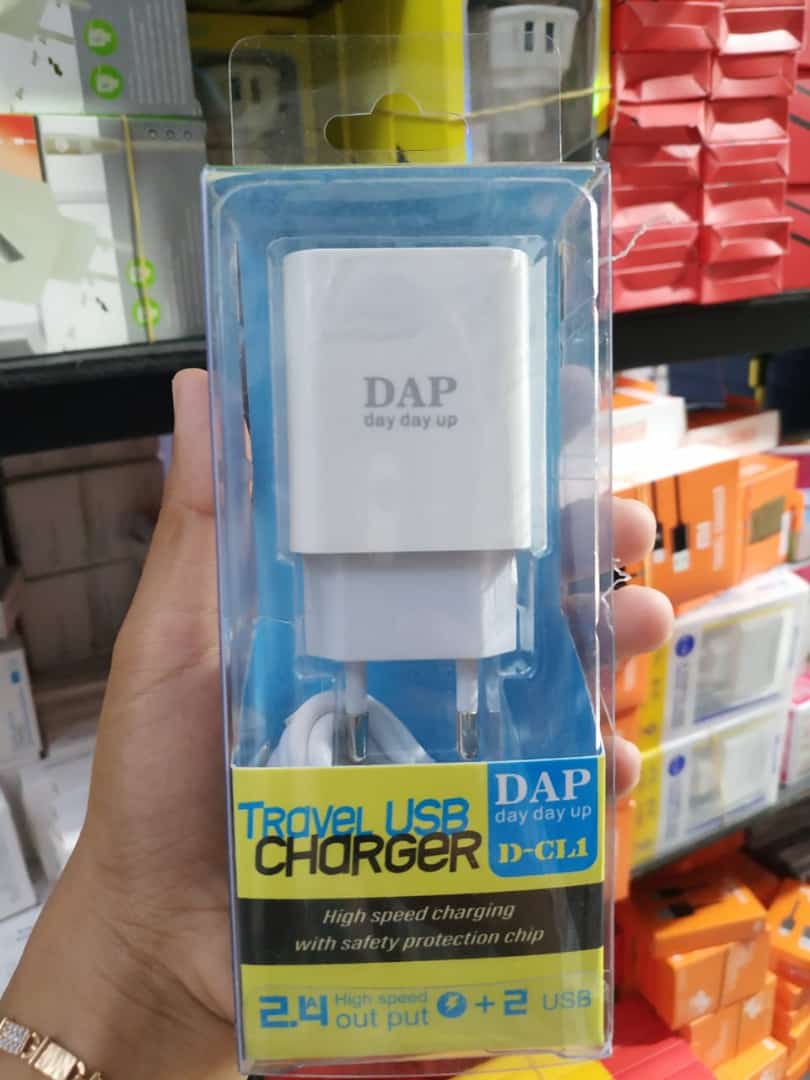 DAP
day day up
TRAVEL USB
CHARGER
DAP
day day up
D-CL1
High speed charging
with safety protection chip
2.4A High speed out put + 2 USB